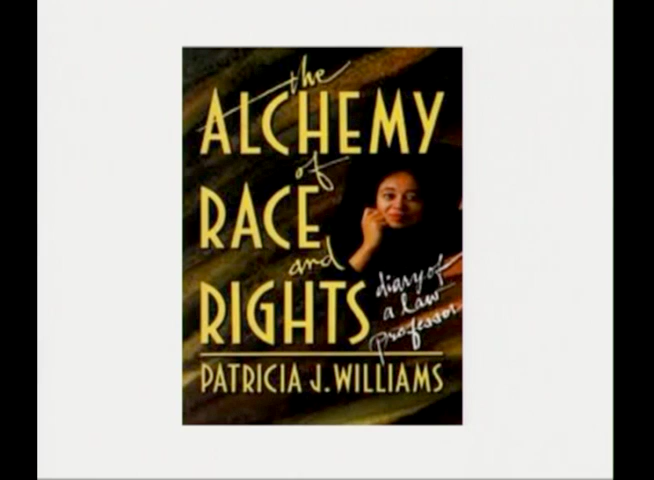 the
ALCHEMY
of
RACE
and
RIGHTS
diary of
a law
professor
PATRICIA J. WILLIAMS